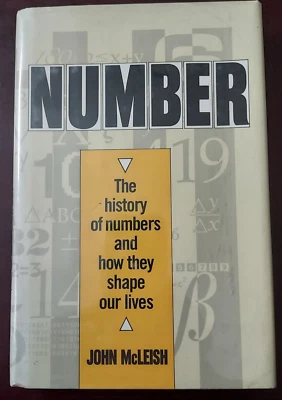 NUMBER
The
history
of numbers
and
how they
shape
our lives
JOHN McLEISH